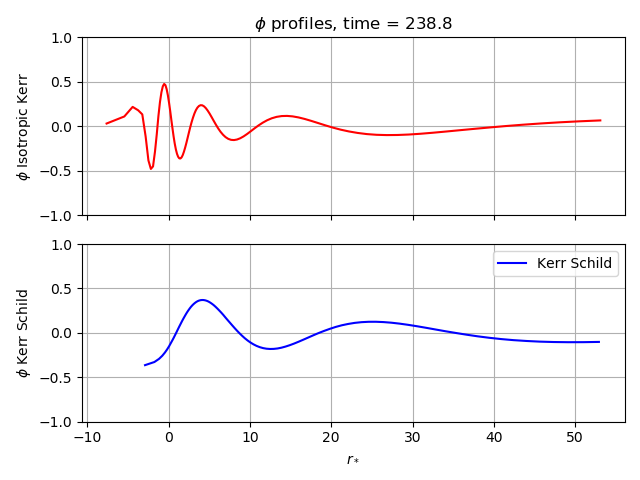 ϕ profiles, time = 238.8
1.0
0.5
0.0
−0.5
−1.0
ϕ Isotropic Kerr
1.0
0.5
0.0
−0.5
−1.0
ϕ Kerr Schild
Kerr Schild
−10 0 10 20 30 40 50
r*